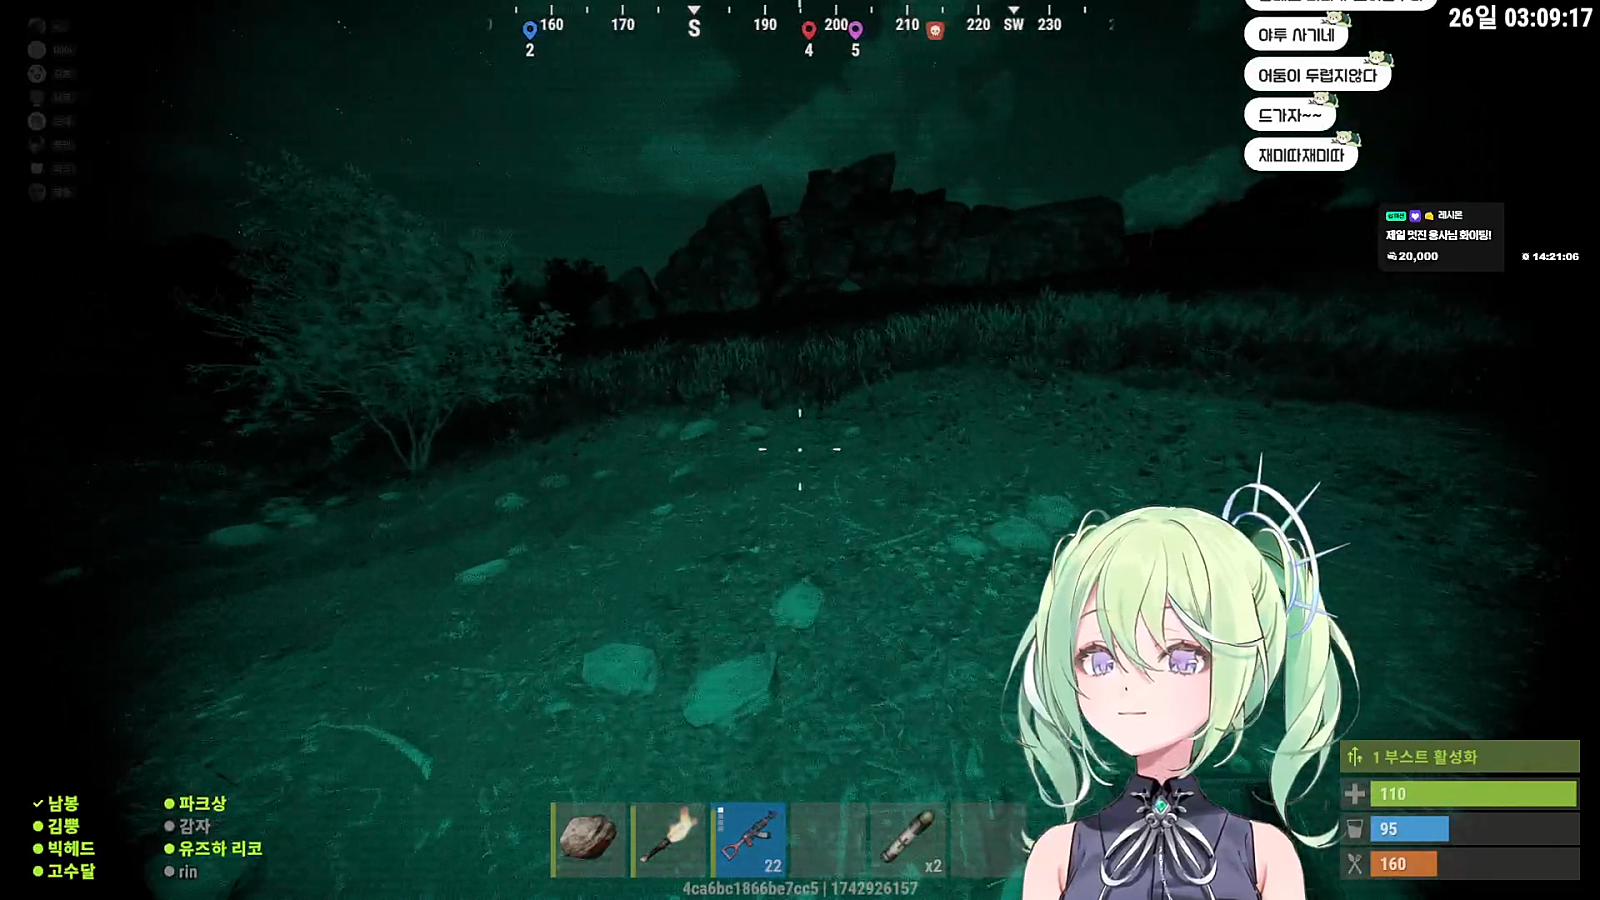 160 170 S 190 200 210 220 SW 230
2 4 5
26일 03:09:17
야투 사기네
어둠이 두렵지않다
드가자~~
재미따재미따
레시몬
제일 멋진 용사님 화이팅!
20,000
14:21:06
남봉 파크상
김뿡 감자
빅헤드 유즈하 리코
고수달 rin
22
x2
4ca6bc1866be7cc5 | 1742926157
1 부스트 활성화
110
95
160